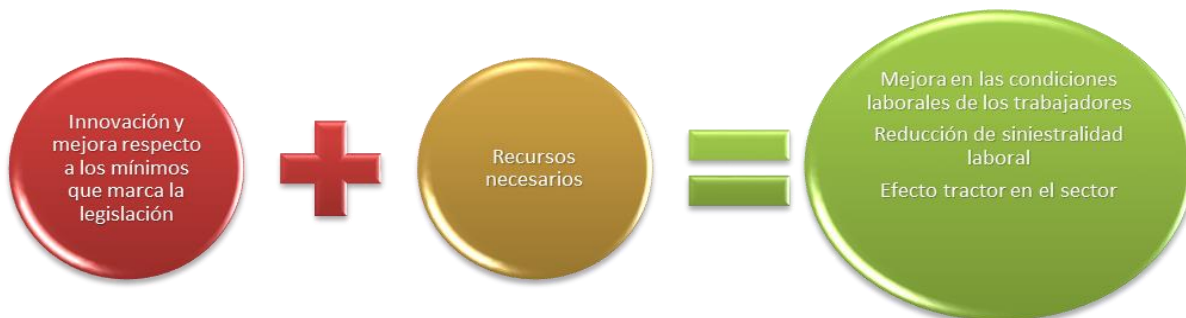 Innovación y
mejora respecto
a los mínimos
que marca la
legislación
Recursos
necesarios
Mejora en las condiciones
laborales de los trabajadores
Reducción de siniestralidad
laboral
Efecto tractor en el sector